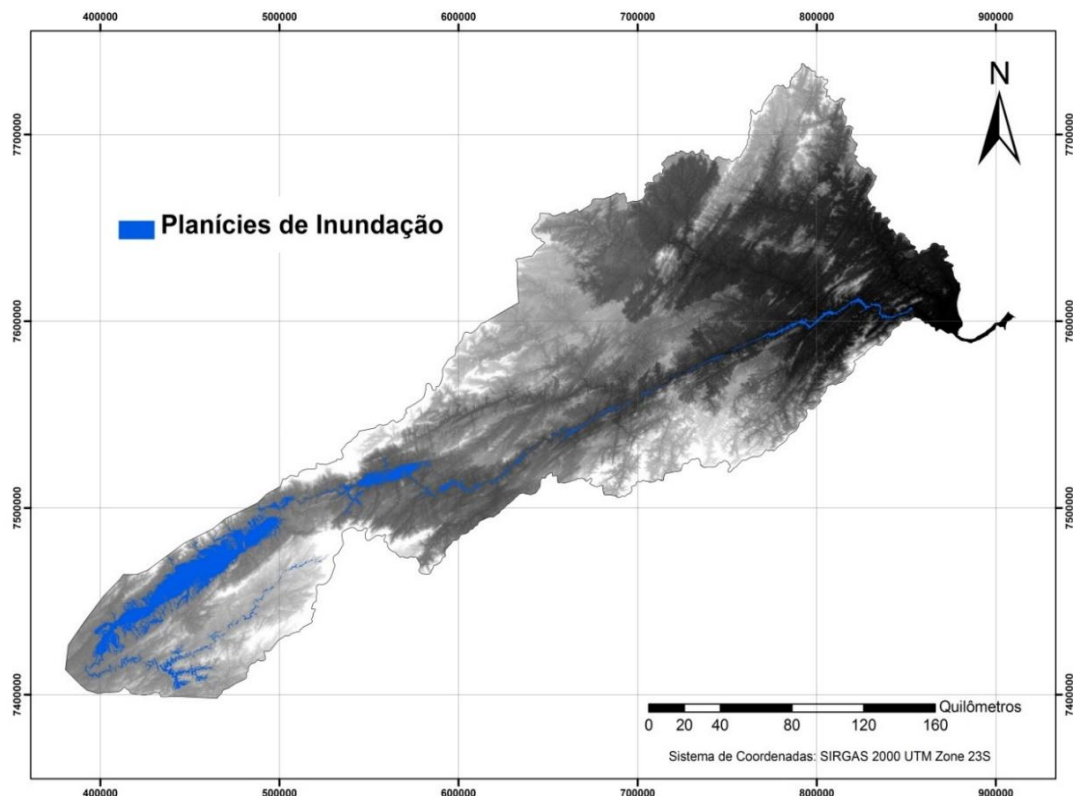 400000 500000 600000 700000 800000 900000
N
7700000 7700000
Planícies de Inundação
7600000 7600000
7500000 7500000
7400000 7400000
Quilômetros
0 20 40 80 120 160
Sistema de Coordenadas: SIRGAS 2000 UTM Zone 23S
400000 500000 600000 700000 800000 900000